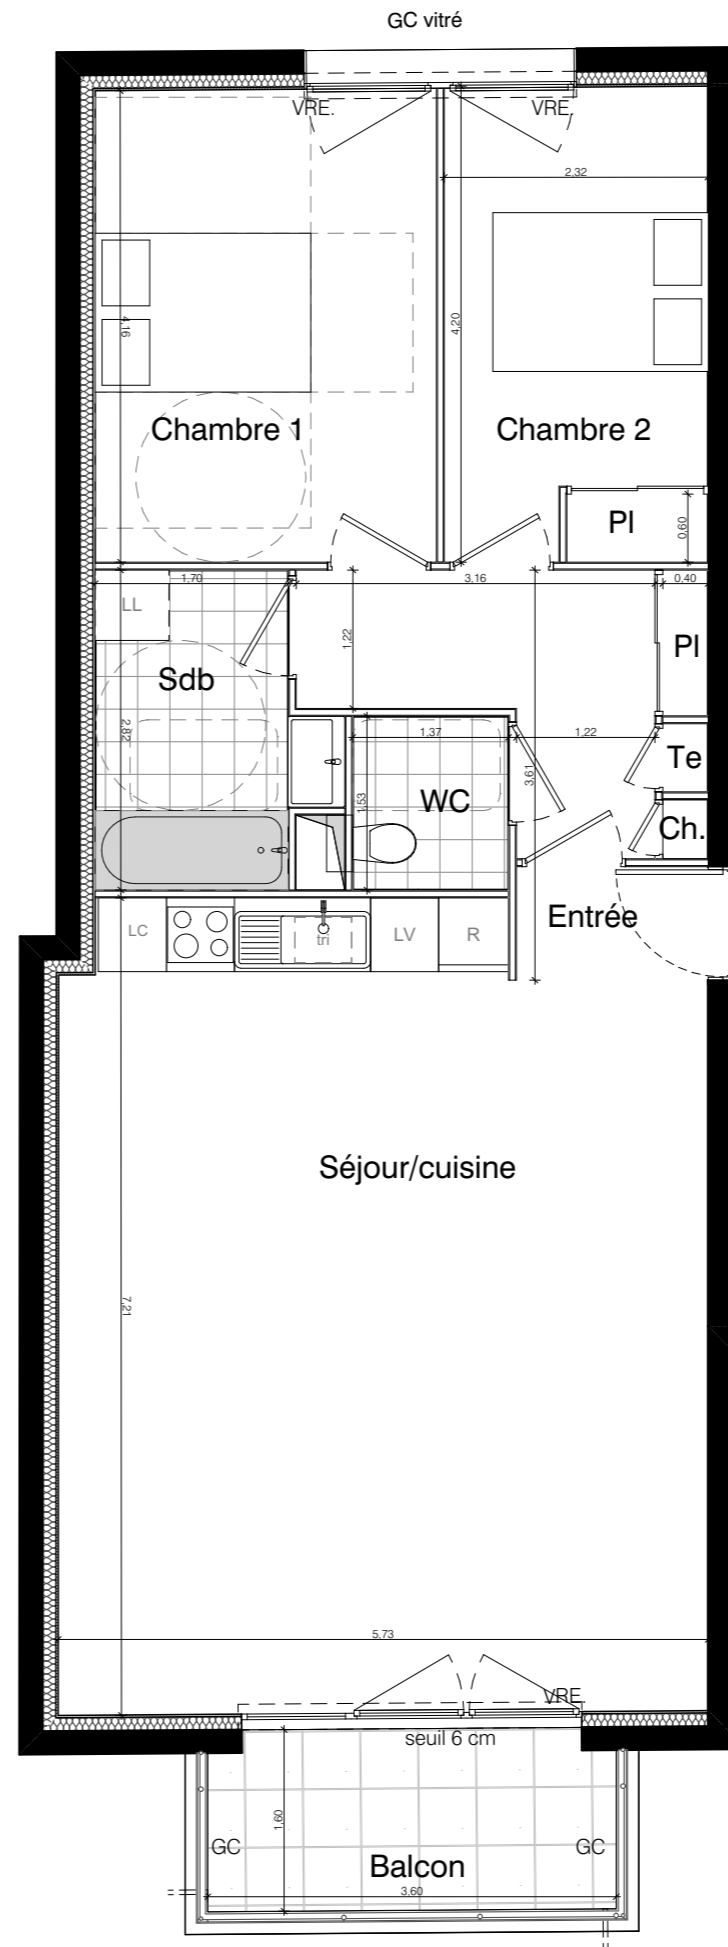 GC vitré
VRE.
VRE.
2,32
4,16
4,20
Chambre 1
Chambre 2
Pl
0,60
1,70
3,16
0,40
LL
1,22
Pl
Sdb
2,82
1,37
1,22
Te
3,61
1,53
WC
Ch.
LC
tri
LV
R
Entrée
Séjour/cuisine
7,21
5,73
VRE
seuil 6 cm
1,60
GC
GC
Balcon
3,60